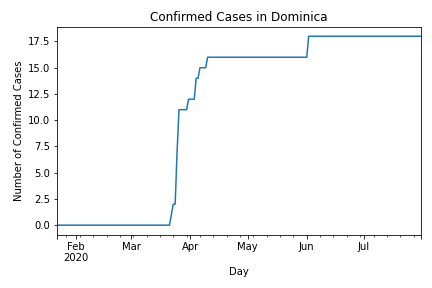 Confirmed Cases in Dominica
Number of Confirmed Cases
17.5
15.0
12.5
10.0
7.5
5.0
2.5
0.0
Feb Mar Apr May Jun Jul
2020
Day